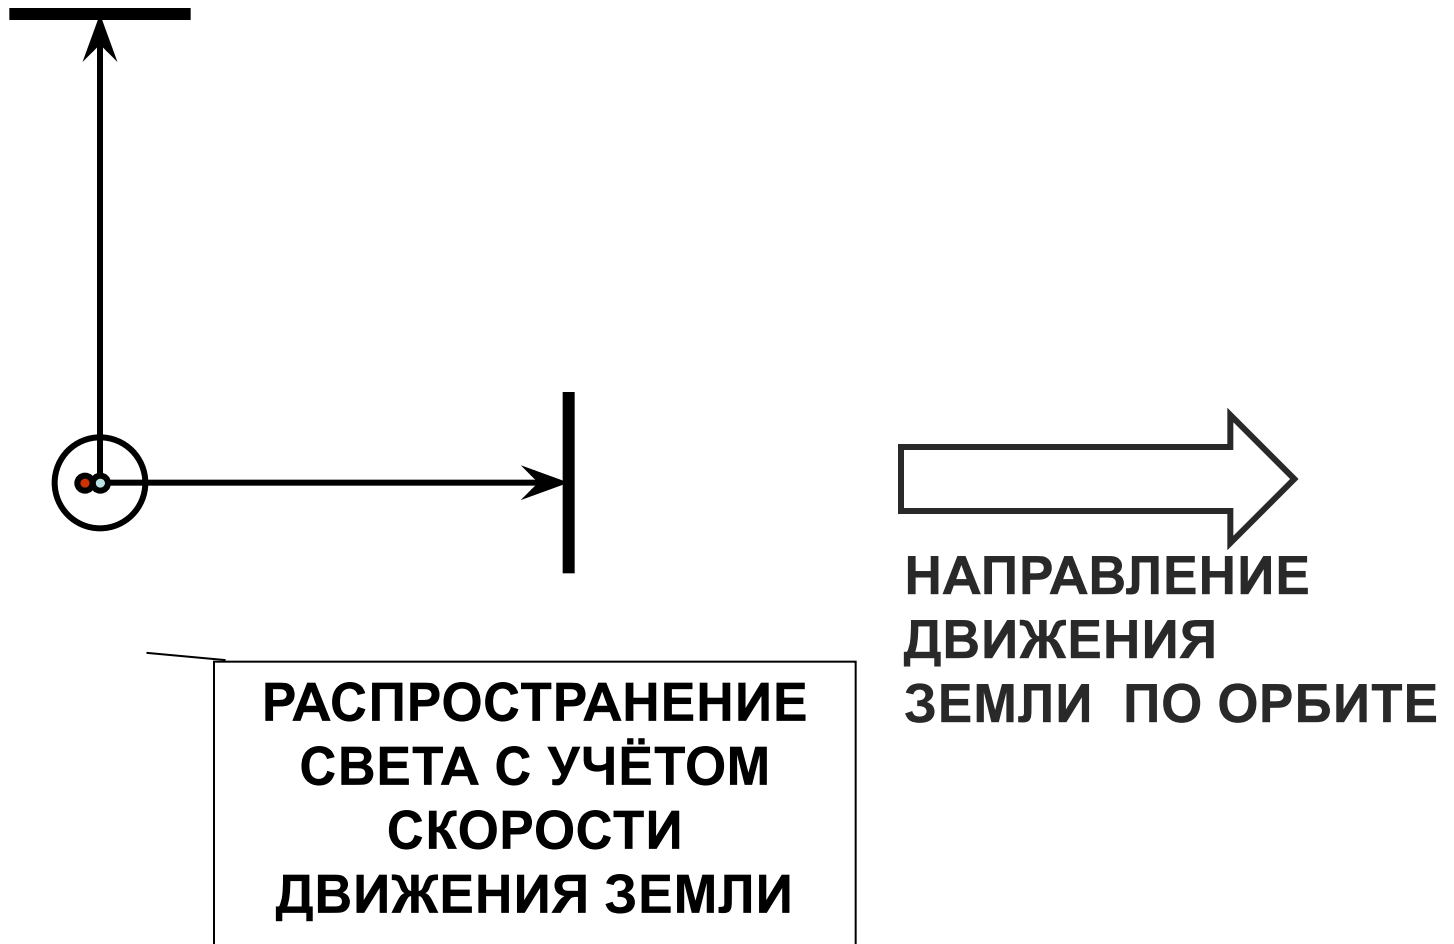 НАПРАВЛЕНИЕ
ДВИЖЕНИЯ
ЗЕМЛИ ПО ОРБИТЕ
РАСПРОСТРАНЕНИЕ
СВЕТА С УЧЁТОМ
СКОРОСТИ
ДВИЖЕНИЯ ЗЕМЛИ